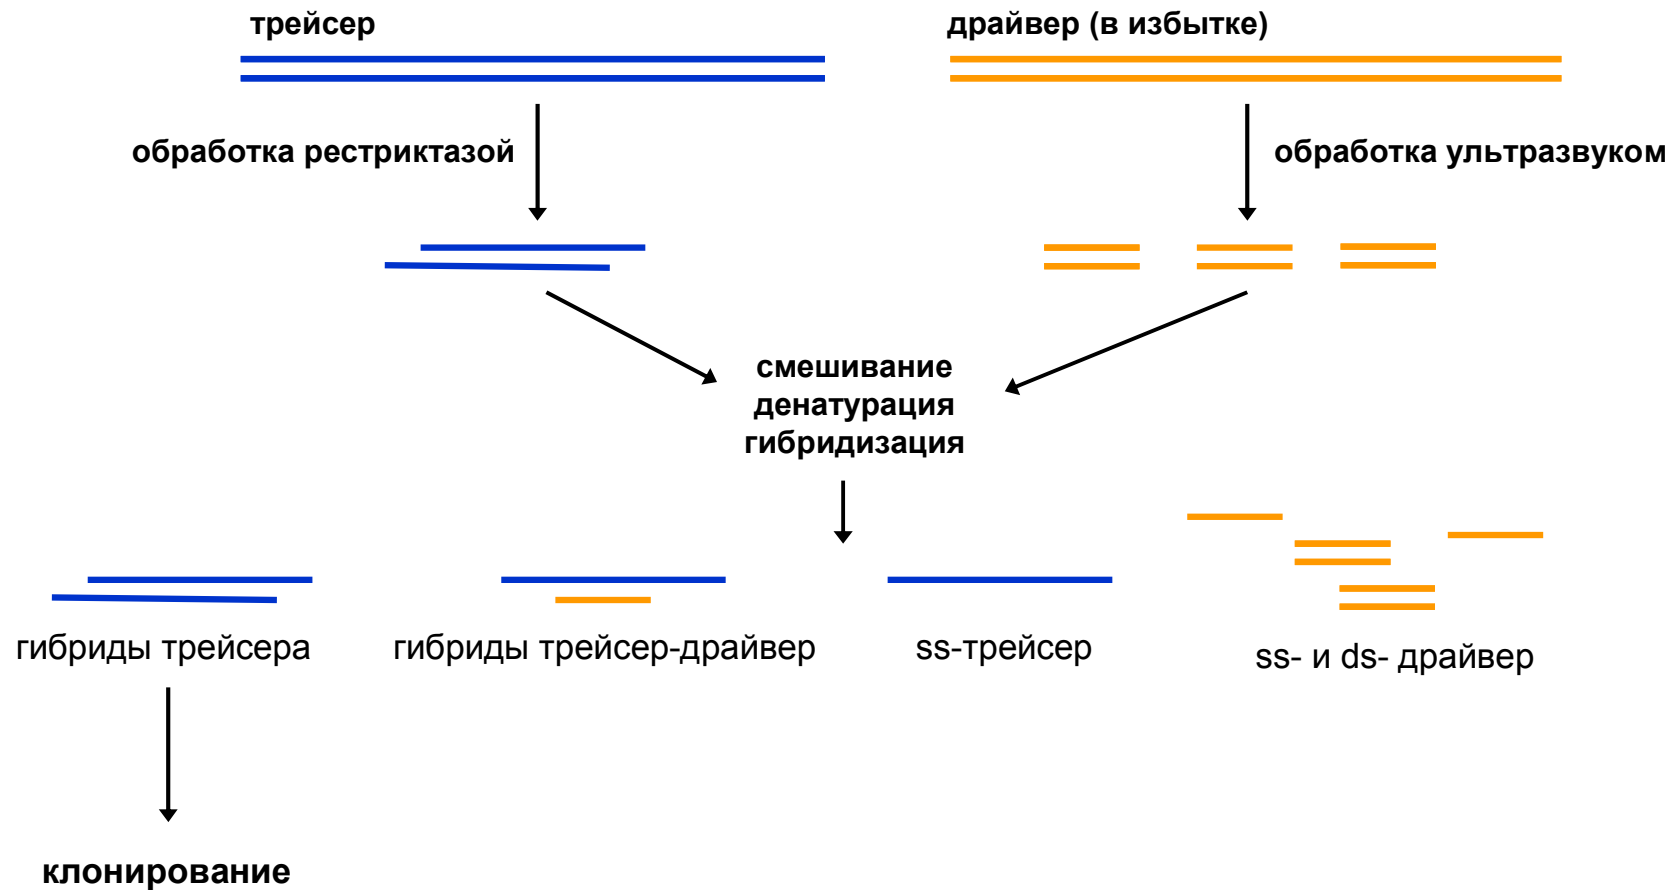 трейсер
драйвер (в избытке)
обработка рестриктазой
обработка ультразвуком
смешивание
денатурация
гибридизация
гибриды трейсера
гибриды трейсер-драйвер
ss-трейсер
ss- и ds- драйвер
клонирование